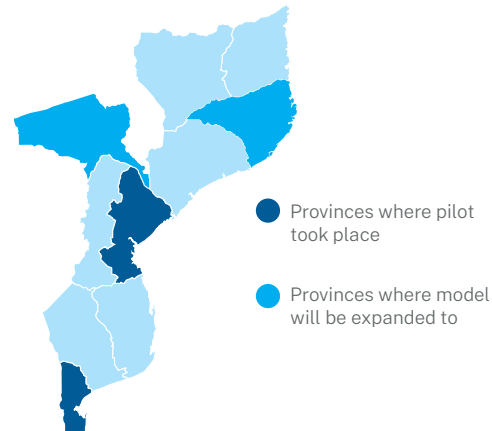 Provinces where pilot
took place
Provinces where model
will be expanded to